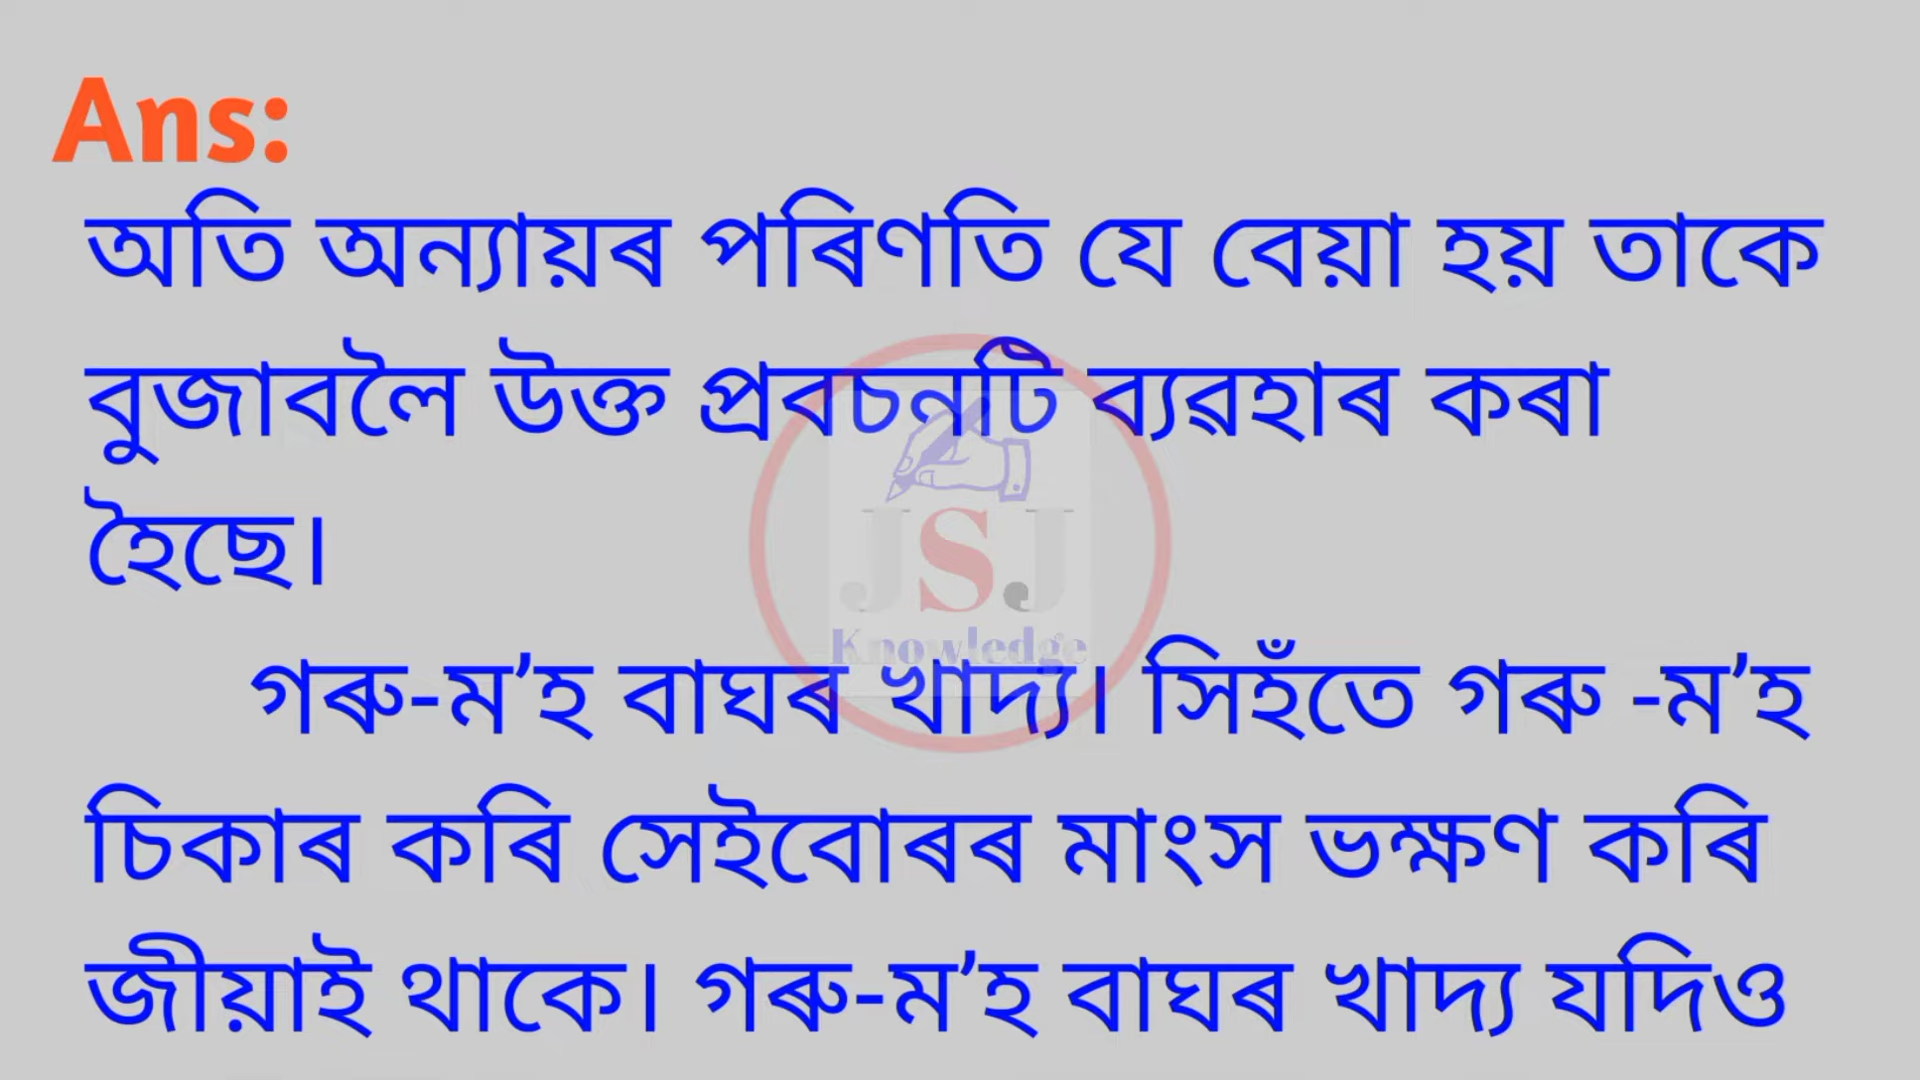 Ans:
অতি অন্যায়ৰ পৰিণতি যে বেয়া হয় তাকে
বুজাবলৈ উক্ত প্ৰবচনটি ব্যৱহাৰ কৰা
হৈছে।
গৰু-ম’হ বাঘৰ খাদ্য। সিহঁতে গৰু -ম’হ
চিকাৰ কৰি সেইবোৰৰ মাংস ভক্ষণ কৰি
জীয়াই থাকে। গৰু-ম’হ বাঘৰ খাদ্য যদিও
JSJ
Knowledge